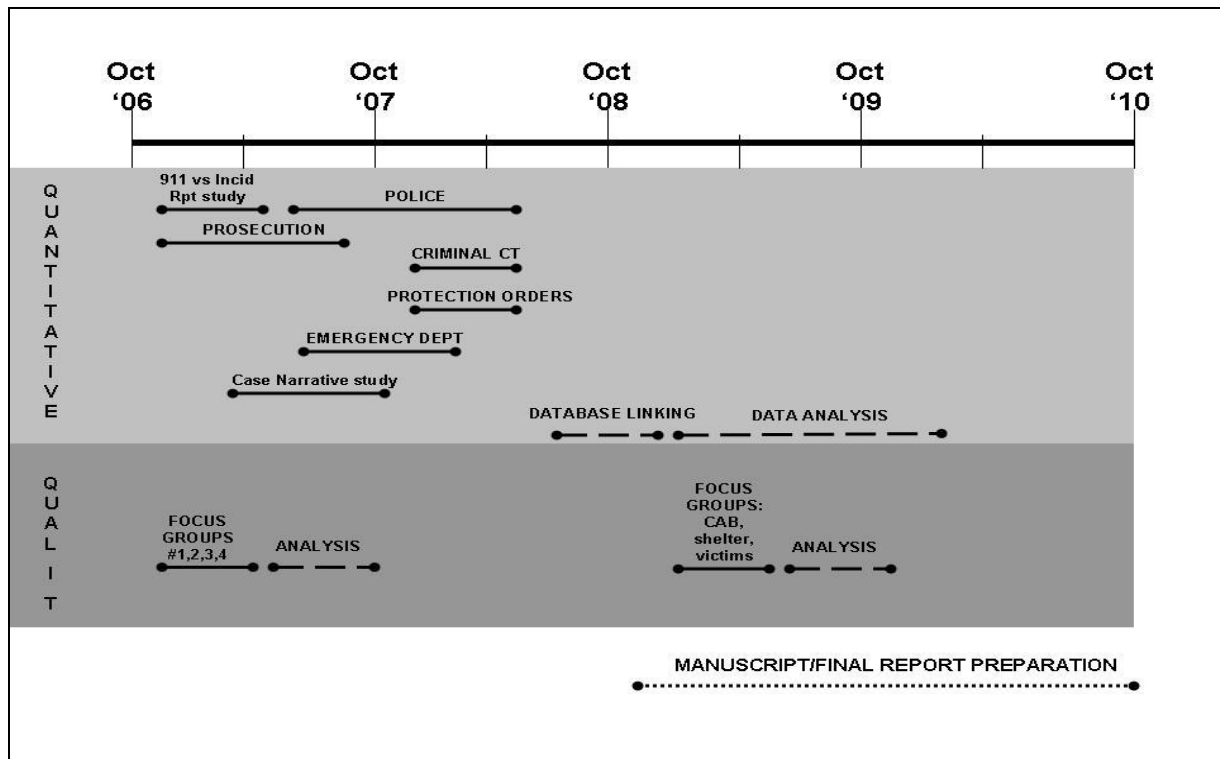 Oct '06
Oct '07
Oct '08
Oct '09
Oct '10
QUANTITATIVE
911 vs Incid
Rpt study
POLICE
PROSECUTION
CRIMINAL CT
PROTECTION ORDERS
EMERGENCY DEPT
Case Narrative study
DATABASE LINKING
DATA ANALYSIS
QUALIT
FOCUS
GROUPS
#1,2,3,4
ANALYSIS
FOCUS
GROUPS:
CAB,
shelter,
victims
ANALYSIS
MANUSCRIPT/FINAL REPORT PREPARATION